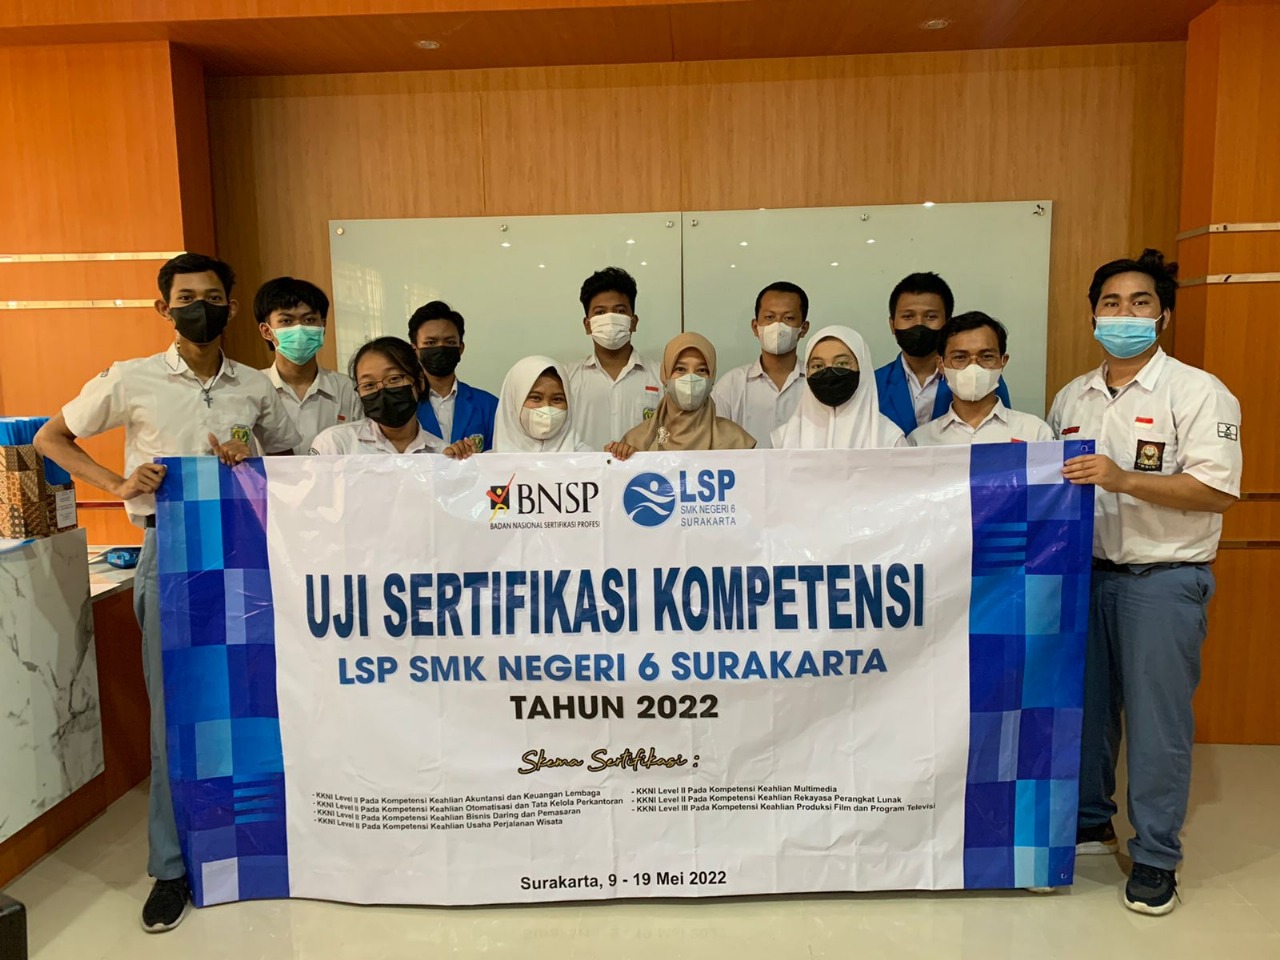 BNSP
BADAN NASIONAL SERTIFIKASI PROFESI
LSP
SMK NEGERI 6
SURAKARTA
UJI SERTIFIKASI KOMPETENSI
LSP SMK NEGERI 6 SURAKARTA
TAHUN 2022
Skema Sertifikasi :
- KKNI Level II Pada Kompetensi Keahlian Akuntansi dan Keuangan Lembaga
- KKNI Level II Pada Kompetensi Keahlian Otomatisasi dan Tata Kelola Perkantoran
- KKNI Level II Pada Kompetensi Keahlian Bisnis Daring dan Pemasaran
- KKNI Level II Pada Kompetensi Keahlian Usaha Perjalanan Wisata
- KKNI Level II Pada Kompetensi Keahlian Multimedia
- KKNI Level II Pada Kompetensi Keahlian Rekayasa Perangkat Lunak
- KKNI Level III Pada Kompetensi Keahlian Produksi Film dan Program Televisi
Surakarta, 9 - 19 Mei 2022